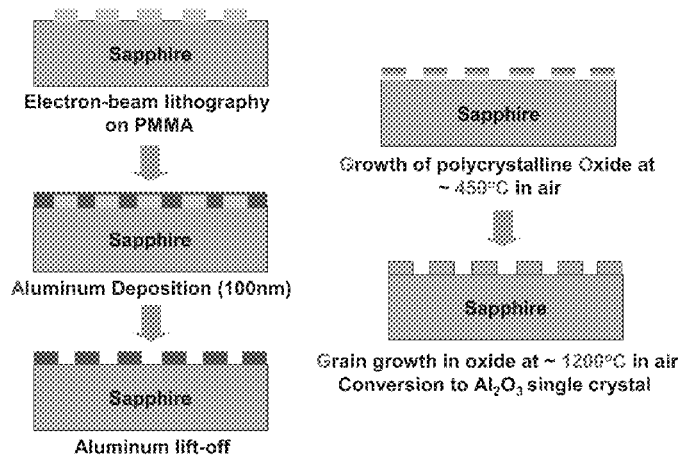 Sapphire
Electron-beam lithography
on PMMA
Sapphire
Aluminum Deposition (100nm)
Sapphire
Aluminum lift-off
Sapphire
Growth of polycrystalline Oxide at
~ 450°C in air
Sapphire
Grain growth in oxide at ~ 1200°C in air
Conversion to Al₂O₃ single crystal